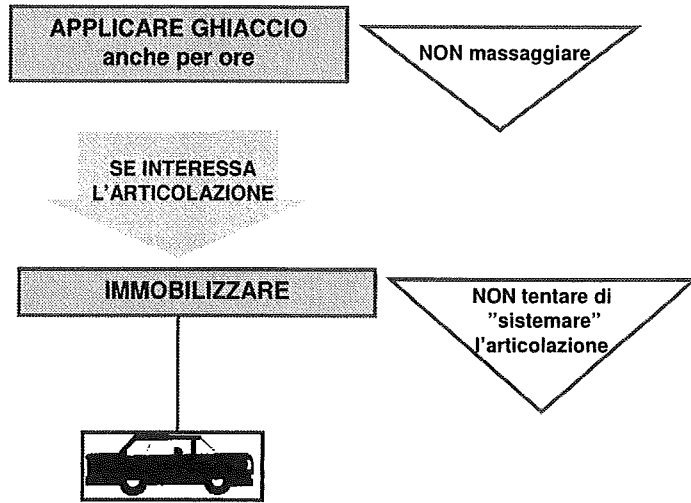 APPLICARE GHIACCIO
anche per ore
NON massaggiare
SE INTERESSA
L'ARTICOLAZIONE
IMMOBILIZZARE
NON tentare di
"sistemare"
l'articolazione